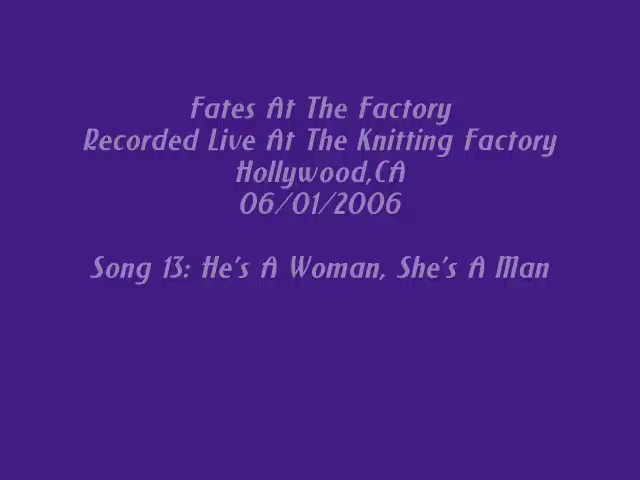 Fates At The Factory
Recorded Live At The Knitting Factory
Hollywood,CA
06/01/2006
Song 13: He's A Woman, She's A Man